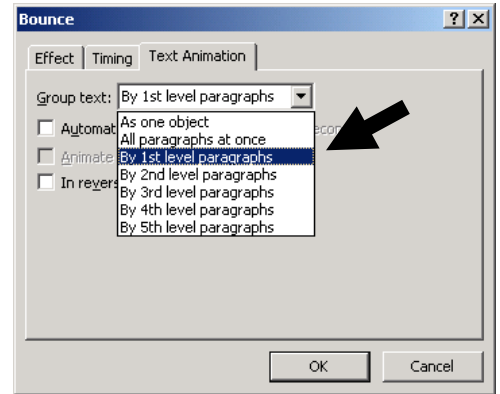 Bounce
Effect Timing Text Animation
Group text: By 1st level paragraphs
As one object
All paragraphs at once
By 1st level paragraphs
By 2nd level paragraphs
By 3rd level paragraphs
By 4th level paragraphs
By 5th level paragraphs
Automat
Animate
In revers
OK Cancel